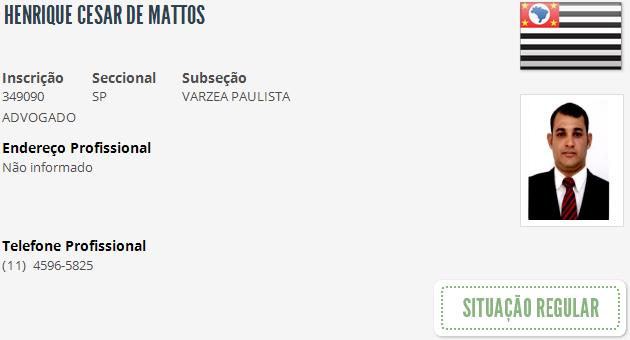 HENRIQUE CESAR DE MATTOS
Inscrição Seccional Subseção
349090 SP VARZEA PAULISTA
ADVOGADO
Endereço Profissional
Não informado
Telefone Profissional
(11) 4596-5825
SITUAÇÃO REGULAR